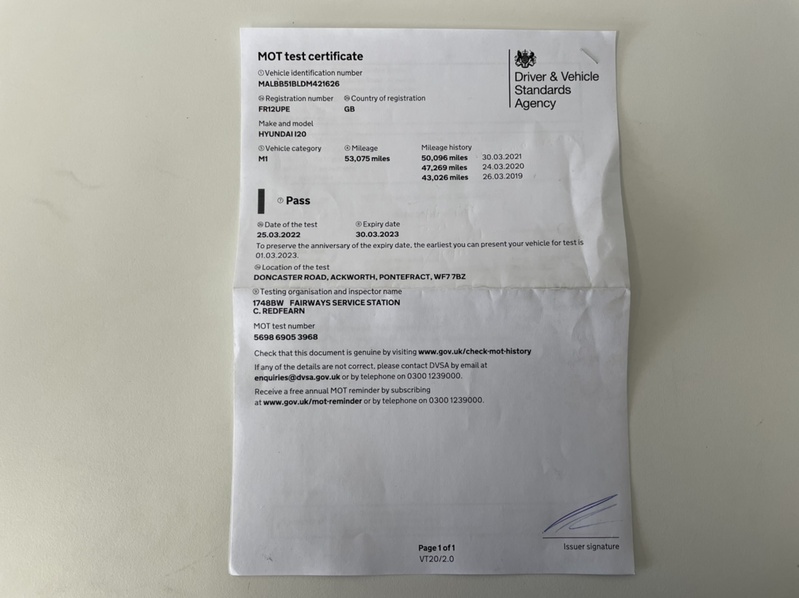 MOT test certificate
Driver & Vehicle
Standards
Agency
Vehicle identification number
MALBB51BLDM421626
Registration number Country of registration
FR12UPE GB
Make and model
HYUNDAI I20
Vehicle category Mileage Mileage history
M1 53,075 miles 50,096 miles 30.03.2021
47,269 miles 24.03.2020
43,026 miles 26.03.2019
Pass
Date of the test Expiry date
25.03.2022 30.03.2023
To preserve the anniversary of the expiry date, the earliest you can present your vehicle for test is
01.03.2023.
Location of the test
DONCASTER ROAD, ACKWORTH, PONTEFRACT, WF7 7BZ
Testing organisation and inspector name
1748BW FAIRWAYS SERVICE STATION
C. REDFEARN
MOT test number
5698 6905 3968
Check that this document is genuine by visiting www.gov.uk/check-mot-history
If any of the details are not correct, please contact DVSA by email at
enquiries@dvsa.gov.uk or by telephone on 0300 1239000.
Receive a free annual MOT reminder by subscribing
at www.gov.uk/mot-reminder or by telephone on 0300 1239000.
Issuer signature
Page 1 of 1
VT20/2.0